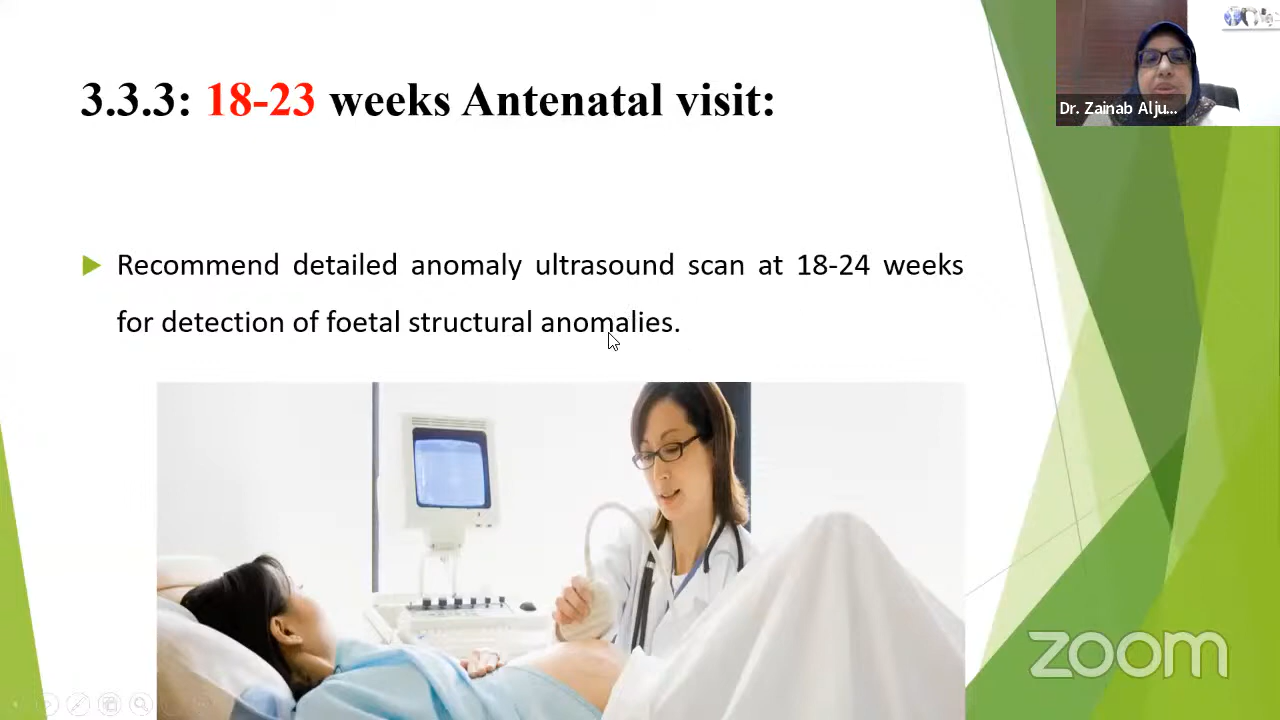 3.3.3: 18-23 weeks Antenatal visit:
Dr. Zainab Alju...
Recommend detailed anomaly ultrasound scan at 18-24 weeks
for detection of foetal structural anomalies.
zoom